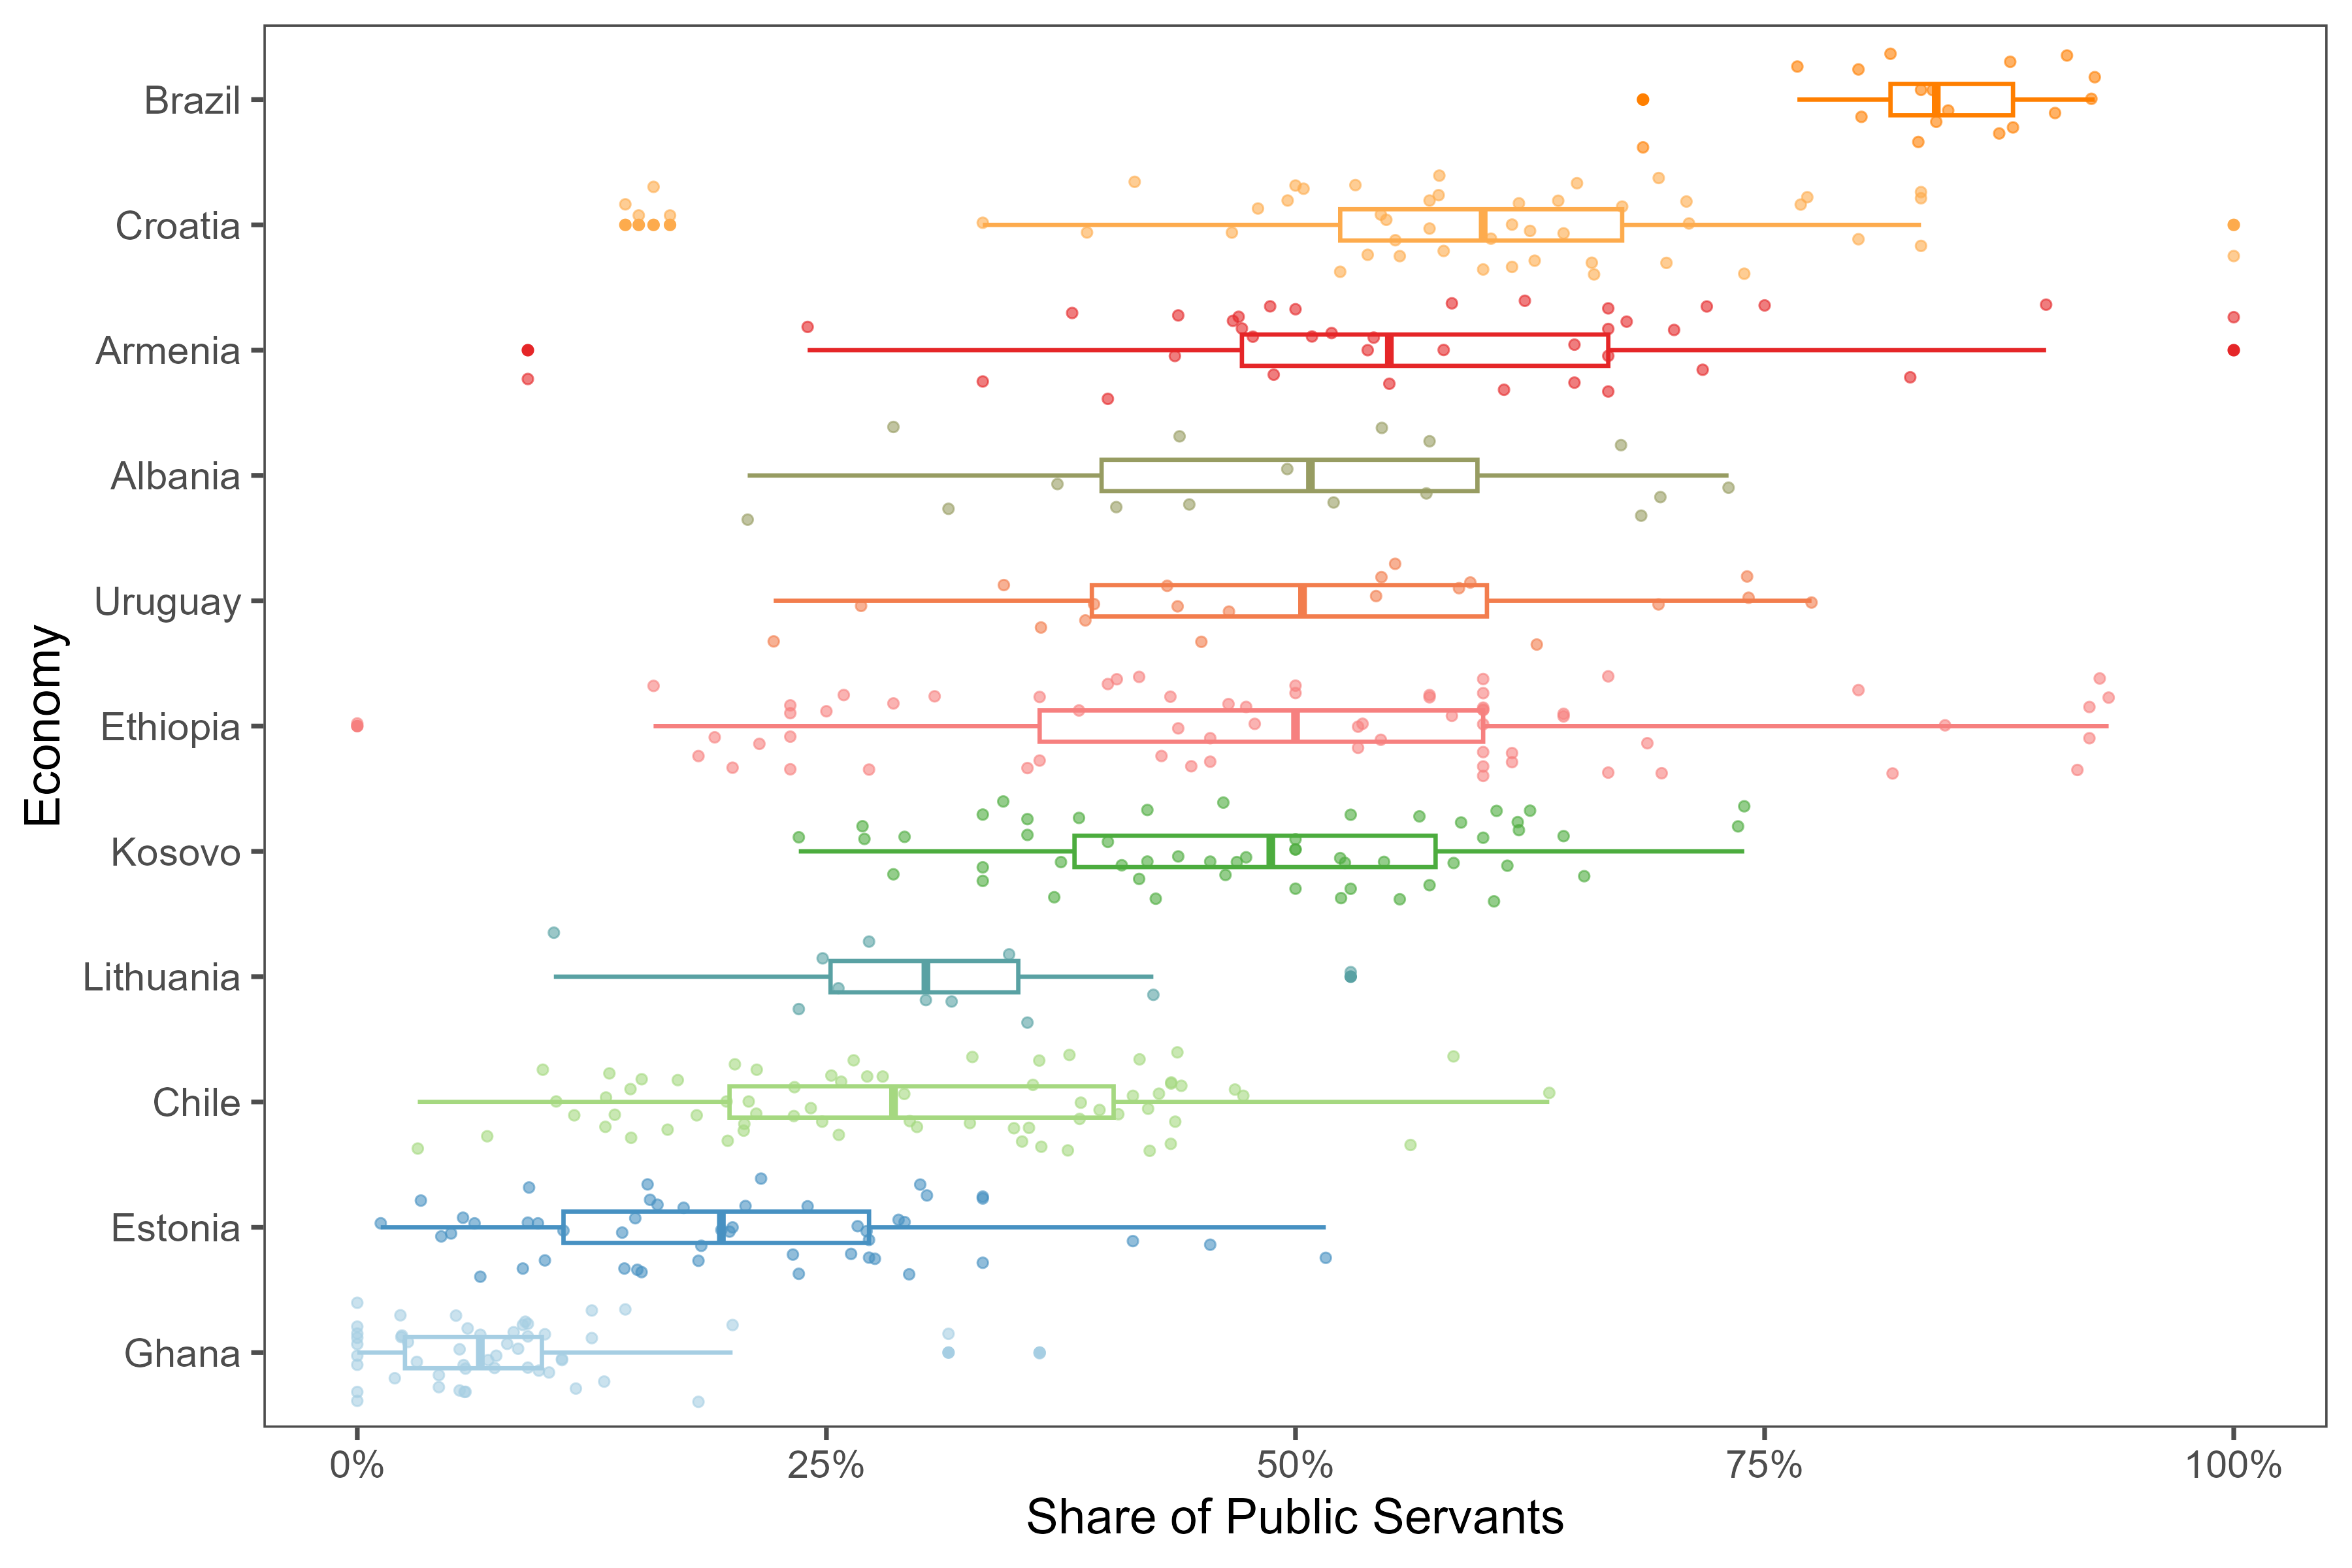 Economy
Brazil
Croatia
Armenia
Albania
Uruguay
Ethiopia
Kosovo
Lithuania
Chile
Estonia
Ghana
0% 25% 50% 75% 100%
Share of Public Servants